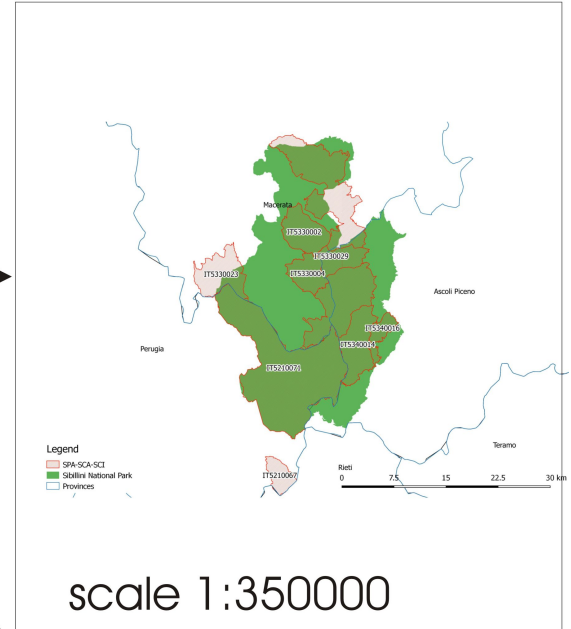 Macerata
IT5330002
IT5330029
IT5330023
IT5330004
Ascoli Piceno
IT5340016
IT5340014
Perugia
IT5210071
Legend
SPA-SCA-SCI
Sibillini National Park
Provinces
Teramo
Rieti
IT5210067
0 7.5 15 22.5 30 km
scale 1:350000